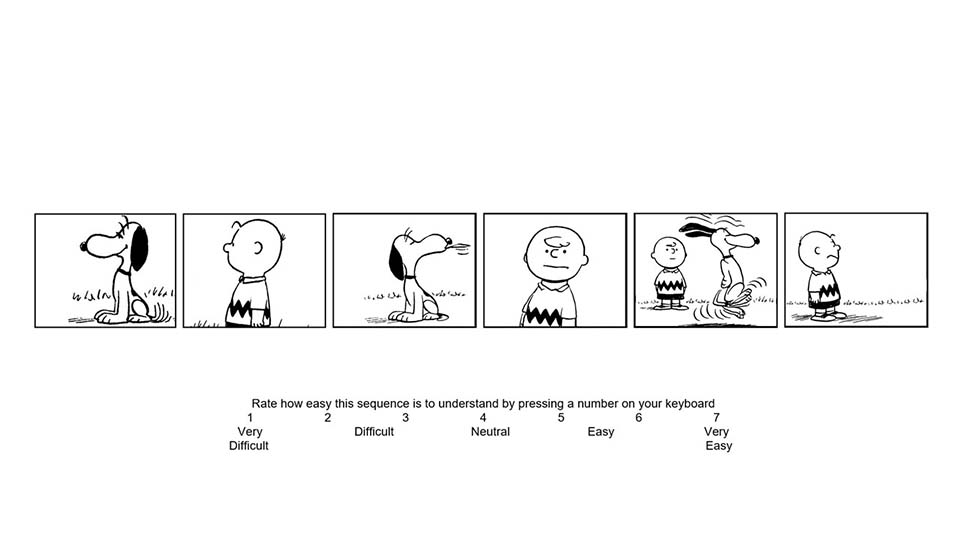 Rate how easy this sequence is to understand by pressing a number on your keyboard
1 2 3 4 5 6 7
Very Difficult Neutral Easy Very
Difficult Easy